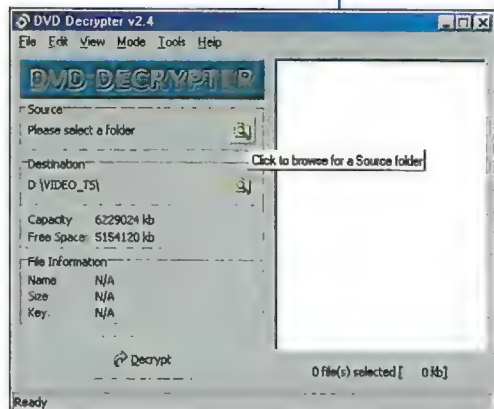 DVD Decrypter v2.4
File Edit View Mode Tools Help
DVD DECRYPTER
Source
Please select a folder
Click to browse for a Source folder
Destination
D:\VIDEO_TS\
Capacity 6229024 kb
Free Space: 5154120 kb
File Information
Name N/A
Size N/A
Key. N/A
Decrypt
0 file(s) selected [ 0 kb]
Ready